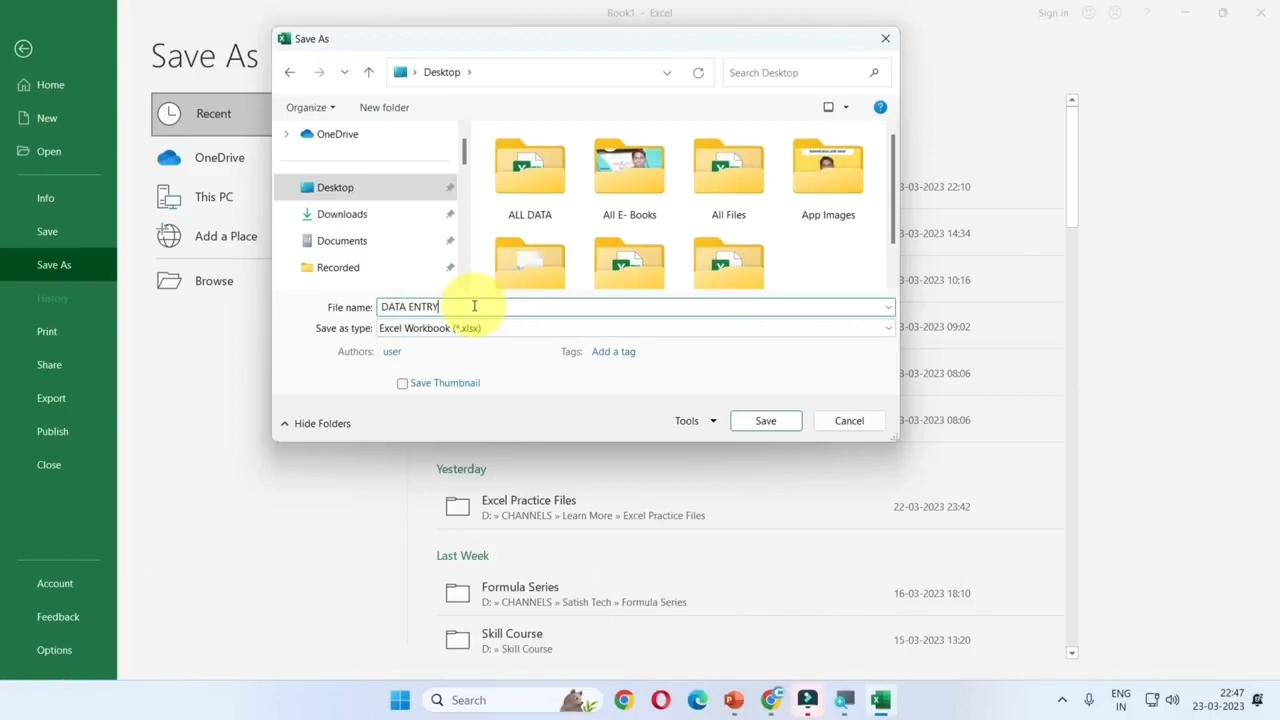 Book1 - Excel
Sign in
?
Save As
Home
New
Open
Info
Save
Save As
History
Print
Share
Export
Publish
Close
Account
Feedback
Options
Recent
OneDrive
This PC
Add a Place
Browse
Save As
Desktop
Search Desktop
Organize
New folder
?
OneDrive
Desktop
Downloads
Documents
Recorded
ALL DATA
All E- Books
All Files
App Images
File name: DATA ENTRY
Save as type: Excel Workbook (*.xlsx)
Authors: user
Tags: Add a tag
Save Thumbnail
Hide Folders
Tools
Save
Cancel
3-03-2023 22:10
3-03-2023 14:34
3-03-2023 10:16
3-03-2023 09:02
3-03-2023 08:06
3-03-2023 08:06
Yesterday
Excel Practice Files
D: » CHANNELS » Learn More » Excel Practice Files
22-03-2023 23:42
Last Week
Formula Series
D: » CHANNELS » Satish Tech » Formula Series
16-03-2023 18:10
Skill Course
D: » Skill Course
15-03-2023 13:20
Search
ENG
IN
22:47
23-03-2023